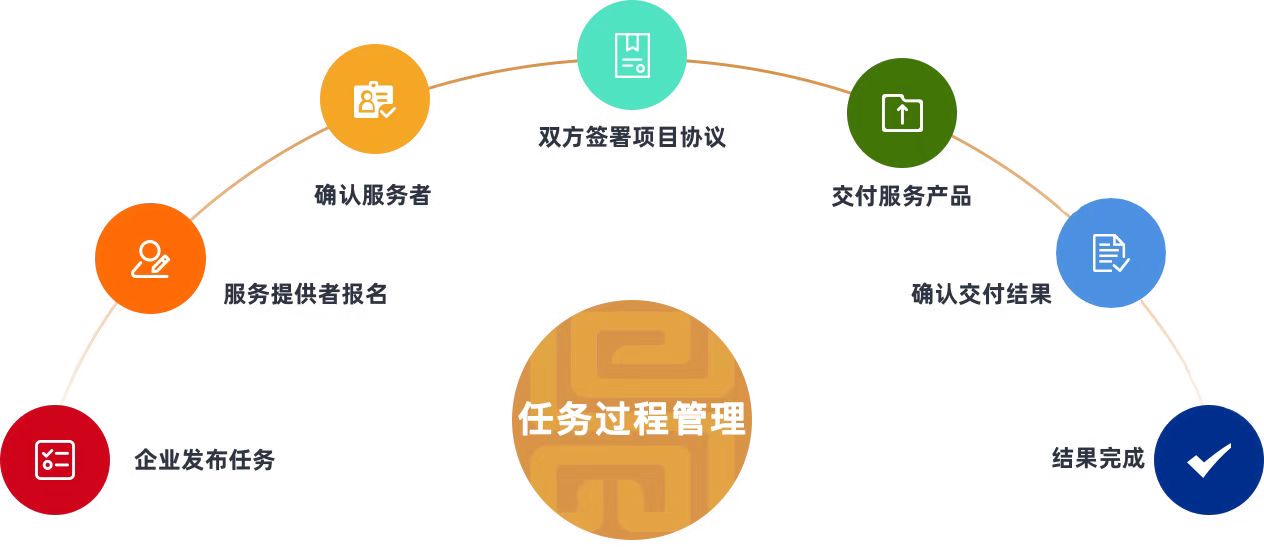 企业发布任务
服务提供者报名
确认服务者
双方签署项目协议
交付服务产品
确认交付结果
结果完成
任务过程管理